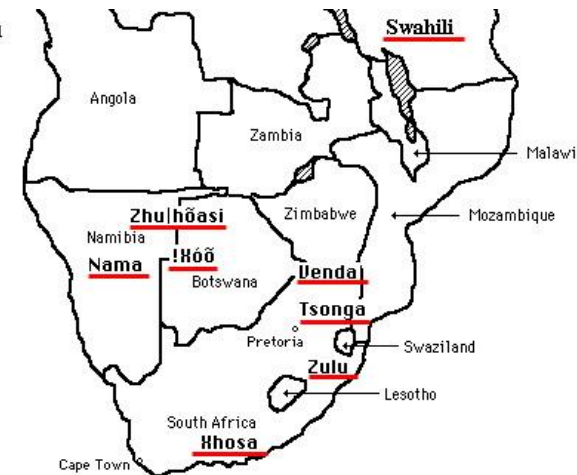 Swahili
Angola
Zambia
Malawi
Zhu|hõasi
Zimbabwe
Mozambique
Namibia
!Xóõ
Nama
Botswana
Venda
Tsonga
Pretoria
Swaziland
Zulu
Lesotho
South Africa
Xhosa
Cape Town